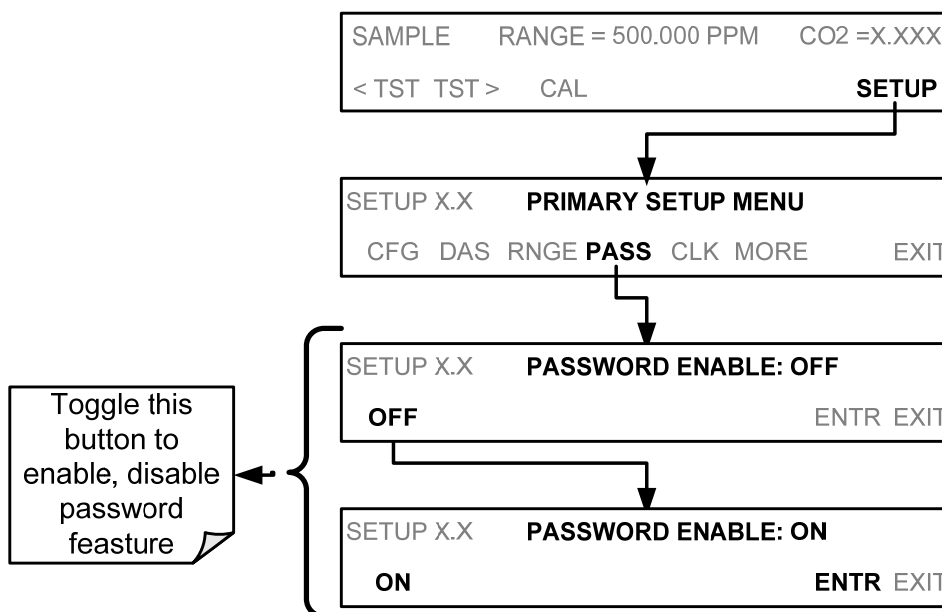 SAMPLE RANGE = 500.000 PPM CO2 =X.XXX
< TST TST > CAL SETUP
SETUP X.X PRIMARY SETUP MENU
CFG DAS RNGE PASS CLK MORE EXIT
SETUP X.X PASSWORD ENABLE: OFF
OFF ENTR EXIT
Toggle this
button to
enable, disable
password
feasture
SETUP X.X PASSWORD ENABLE: ON
ON ENTR EXIT